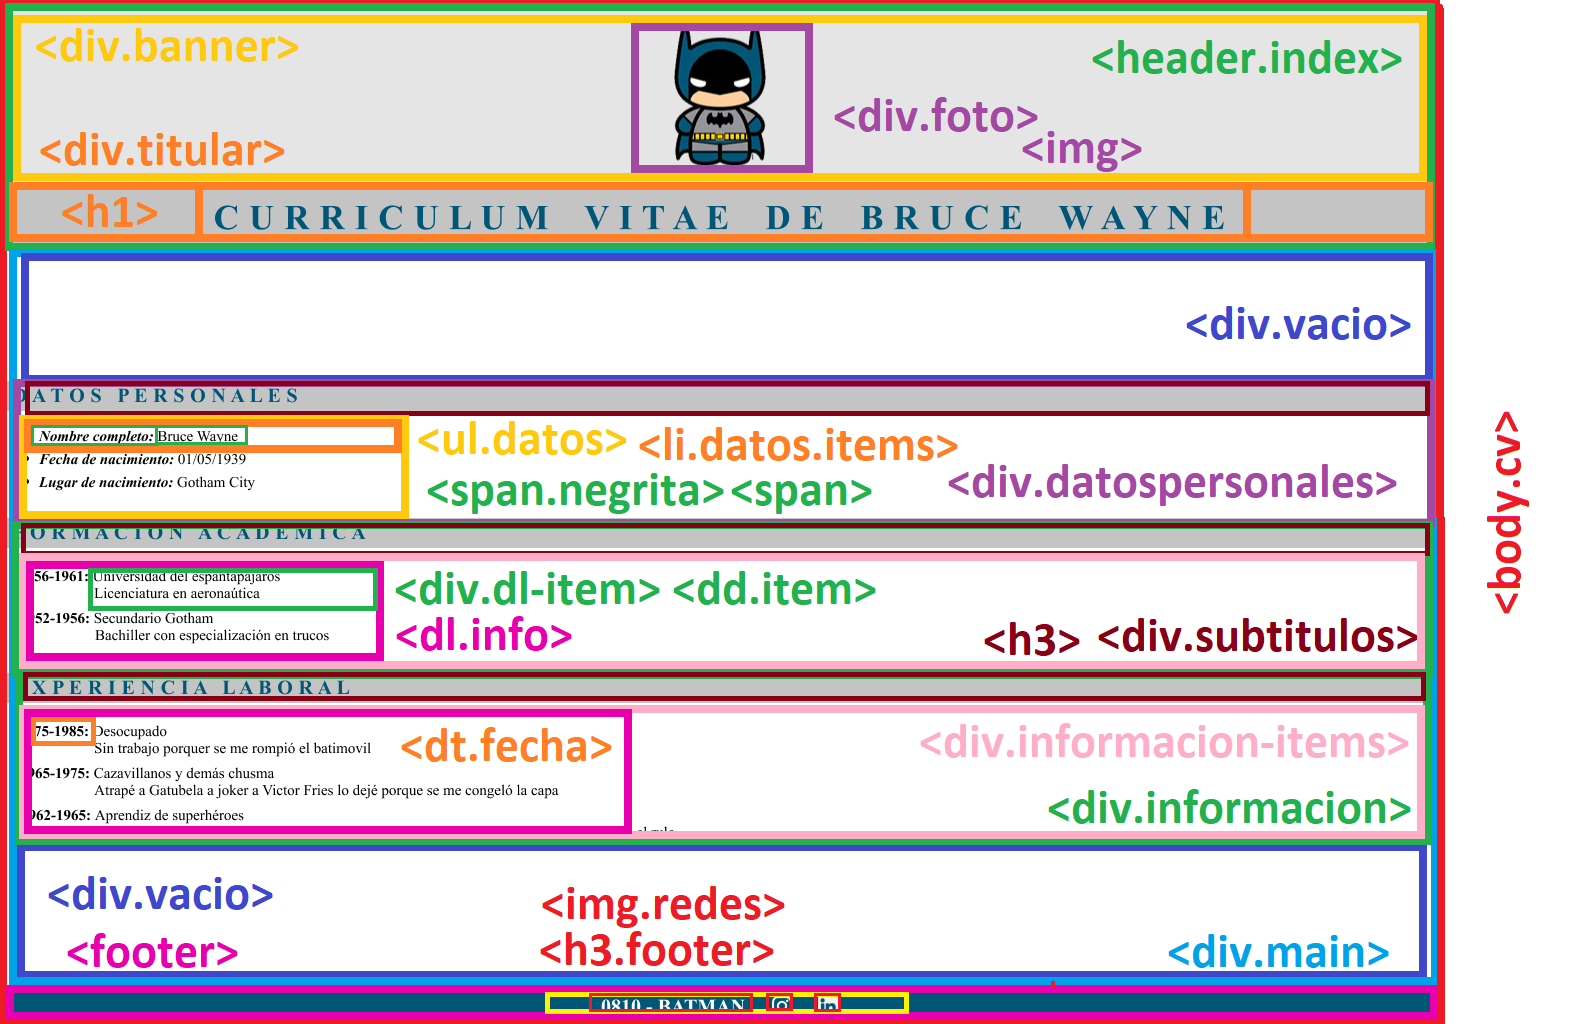 <div.banner>
<header.index>
<div.foto>
<div.titular>
<img>
<h1>
CURRICULUM VITAE DE BRUCE WAYNE
<div.vacio>
DATOS PERSONALES
Nombre completo: Bruce Wayne
<ul.datos> <li.datos.items>
Fecha de nacimiento: 01/05/1939
Lugar de nacimiento: Gotham City
<span.negrita> <span>
<div.datospersonales>
<body.cv>
ORMACION ACADEMICA
56-1961: Universidad del espantapajaros
Licenciatura en aeronaútica
<div.dl-item> <dd.item>
52-1956: Secundario Gotham
Bachiller con especialización en trucos
<dl.info>
<h3> <div.subtitulos>
XPERIENCIA LABORAL
75-1985: Desocupado
Sin trabajo porquer se me rompió el batimovil
<dt.fecha>
<div.informacion-items>
965-1975: Cazavillanos y demás chusma
Atrapé a Gatubela a joker a Victor Fries lo dejé porque se me congeló la capa
962-1965: Aprendiz de superhéroes
<div.informacion>
<div.vacio>
<img.redes>
<footer>
<h3.footer>
<div.main>
0810 - BATMAN
in